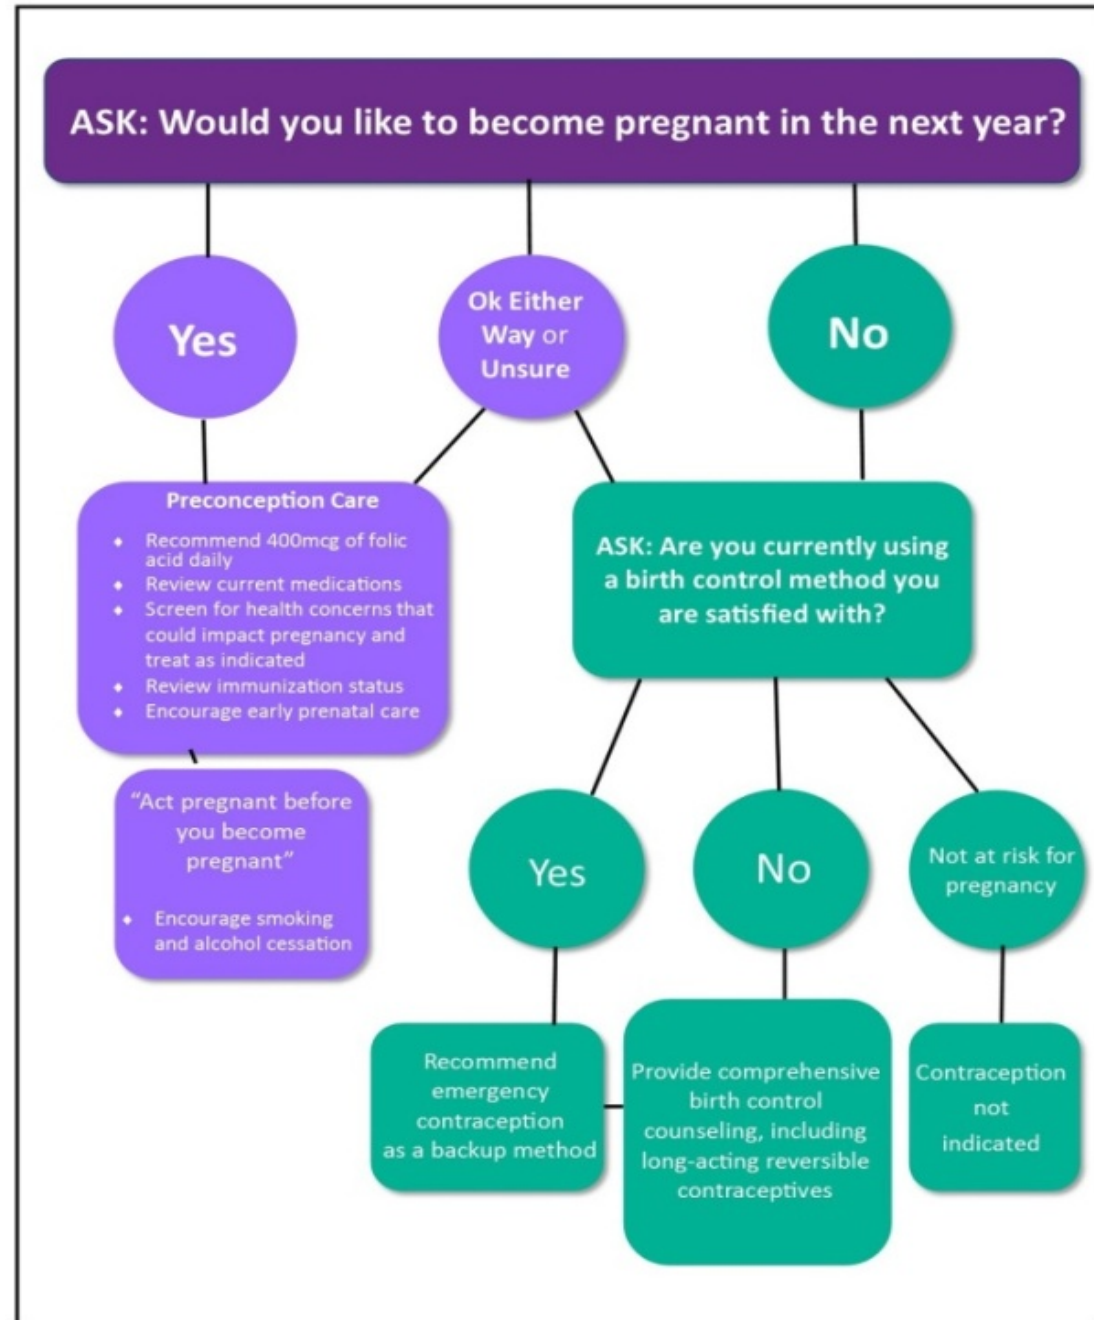 ASK: Would you like to become pregnant in the next year?
Yes
Ok Either
Way or
Unsure
No
Preconception Care
⬥ Recommend 400mcg of folic
acid daily
⬥ Review current medications
⬥ Screen for health concerns that
could impact pregnancy and
treat as indicated
⬥ Review immunization status
⬥ Encourage early prenatal care
ASK: Are you currently using
a birth control method you
are satisfied with?
“Act pregnant before
you become
pregnant”
⬥ Encourage smoking
and alcohol cessation
Yes
No
Not at risk for
pregnancy
Recommend
emergency
contraception
as a backup method
Provide comprehensive
birth control
counseling, including
long-acting reversible
contraceptives
Contraception
not
indicated